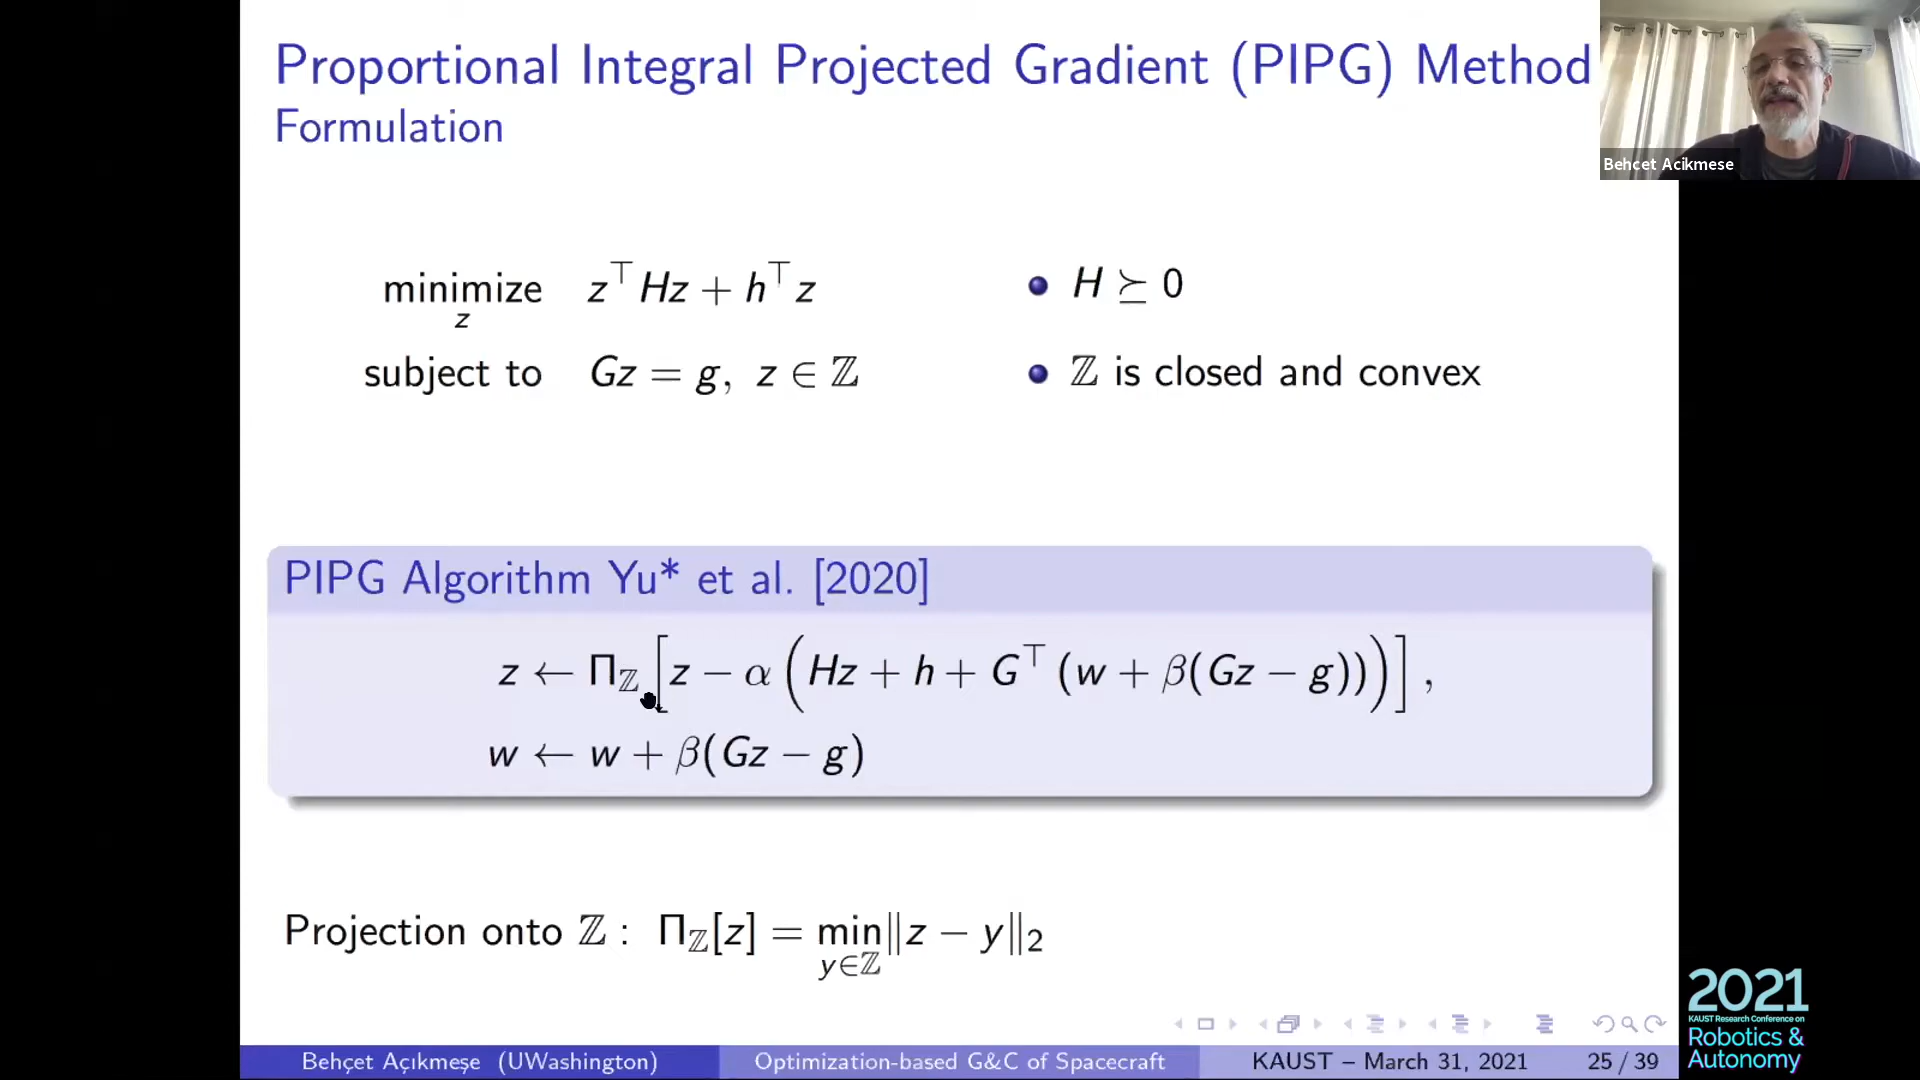 Proportional Integral Projected Gradient (PIPG) Method
Formulation
Behcet Acikmese
minimize z⊤Hz + h⊤z
z
• H ⪰ 0
subject to Gz = g, z ∈ ℤ
• ℤ is closed and convex
PIPG Algorithm Yu* et al. [2020]
z ← Πℤ [z − α (Hz + h + G⊤ (w + β(Gz − g)))] ,
w ← w + β(Gz − g)
Projection onto ℤ : Πℤ[z] = min‖z − y‖₂
y∈ℤ
2021
KAUST Research Conference on
Robotics &
Autonomy
Behçet Açıkmeşe (UWashington) Optimization-based G&C of Spacecraft KAUST – March 31, 2021 25 / 39